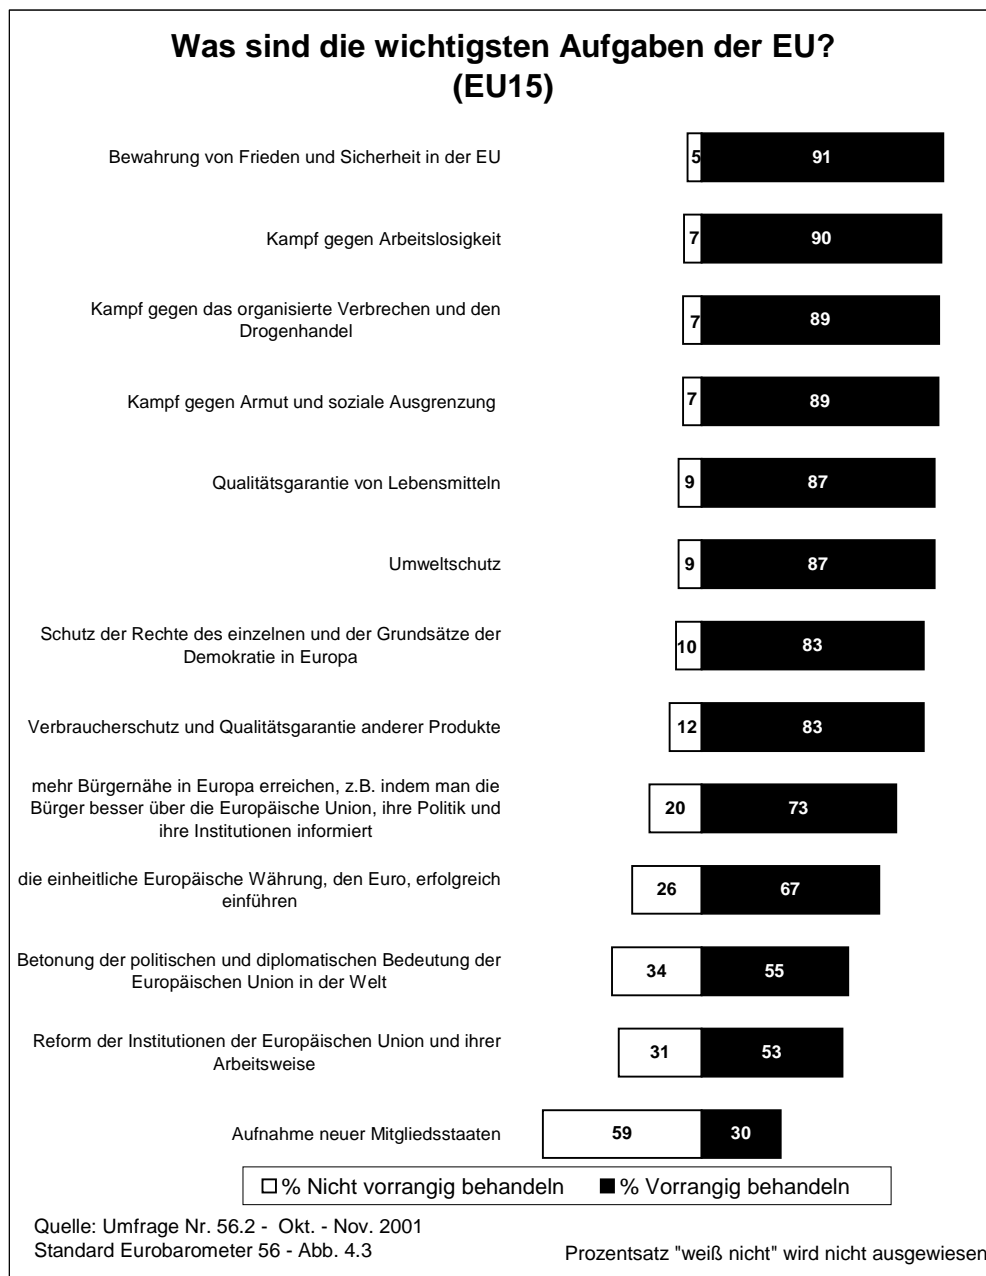 Was sind die wichtigsten Aufgaben der EU?
(EU15)
Bewahrung von Frieden und Sicherheit in der EU
5 91
Kampf gegen Arbeitslosigkeit
7 90
Kampf gegen das organisierte Verbrechen und den
Drogenhandel
7 89
Kampf gegen Armut und soziale Ausgrenzung
7 89
Qualitätsgarantie von Lebensmitteln
9 87
Umweltschutz
9 87
Schutz der Rechte des einzelnen und der Grundsätze der
Demokratie in Europa
10 83
Verbraucherschutz und Qualitätsgarantie anderer Produkte
12 83
mehr Bürgernähe in Europa erreichen, z.B. indem man die
Bürger besser über die Europäische Union, ihre Politik und
ihre Institutionen informiert
20 73
die einheitliche Europäische Währung, den Euro, erfolgreich
einführen
26 67
Betonung der politischen und diplomatischen Bedeutung der
Europäischen Union in der Welt
34 55
Reform der Institutionen der Europäischen Union und ihrer
Arbeitsweise
31 53
Aufnahme neuer Mitgliedsstaaten
59 30
% Nicht vorrangig behandeln % Vorrangig behandeln
Quelle: Umfrage Nr. 56.2 - Okt. - Nov. 2001
Standard Eurobarometer 56 - Abb. 4.3
Prozentsatz "weiß nicht" wird nicht ausgewiesen